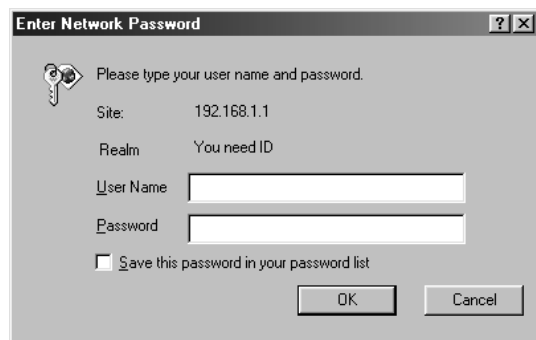 Enter Network Password
Please type your user name and password.
Site: 192.168.1.1
Realm You need ID
User Name
Password
Save this password in your password list
OK Cancel